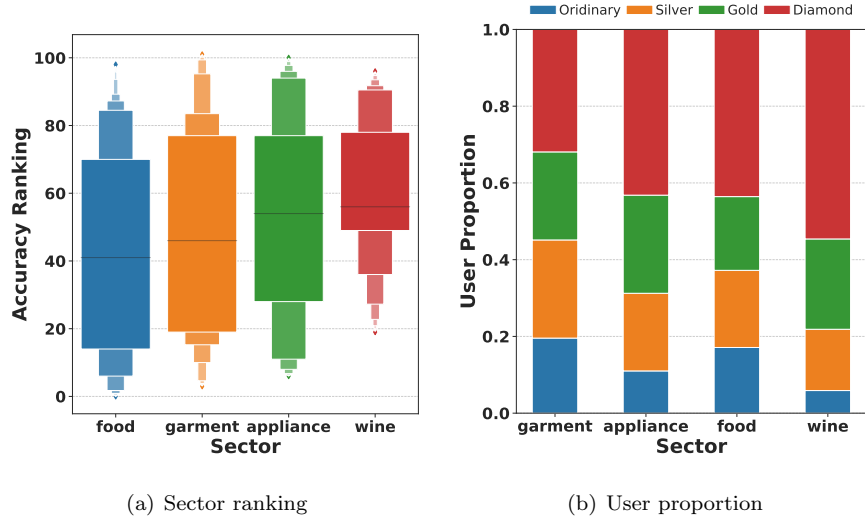 Oridinary Silver Gold Diamond
Accuracy Ranking
100
80
60
40
20
0
food garment appliance wine
Sector
User Proportion
1.0
0.8
0.6
0.4
0.2
0.0
garment appliance food wine
Sector
(a) Sector ranking
(b) User proportion